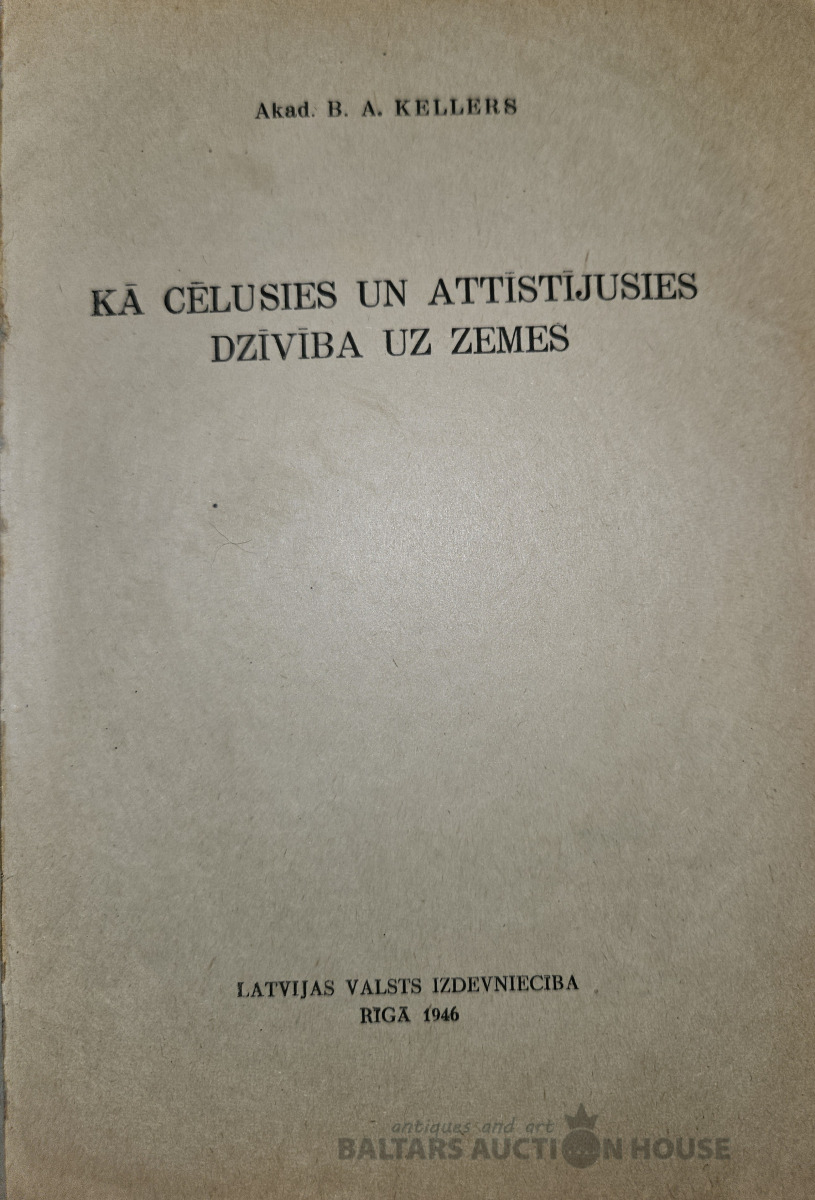 Akad. B. A. KELLERS
KĀ CĒLUSIES UN ATTĪSTĪJUSIES
DZĪVĪBA UZ ZEMES
LATVIJAS VALSTS IZDEVNIECĪBA
RĪGĀ 1946
antiques and art
BALTARS AUCTION HOUSE